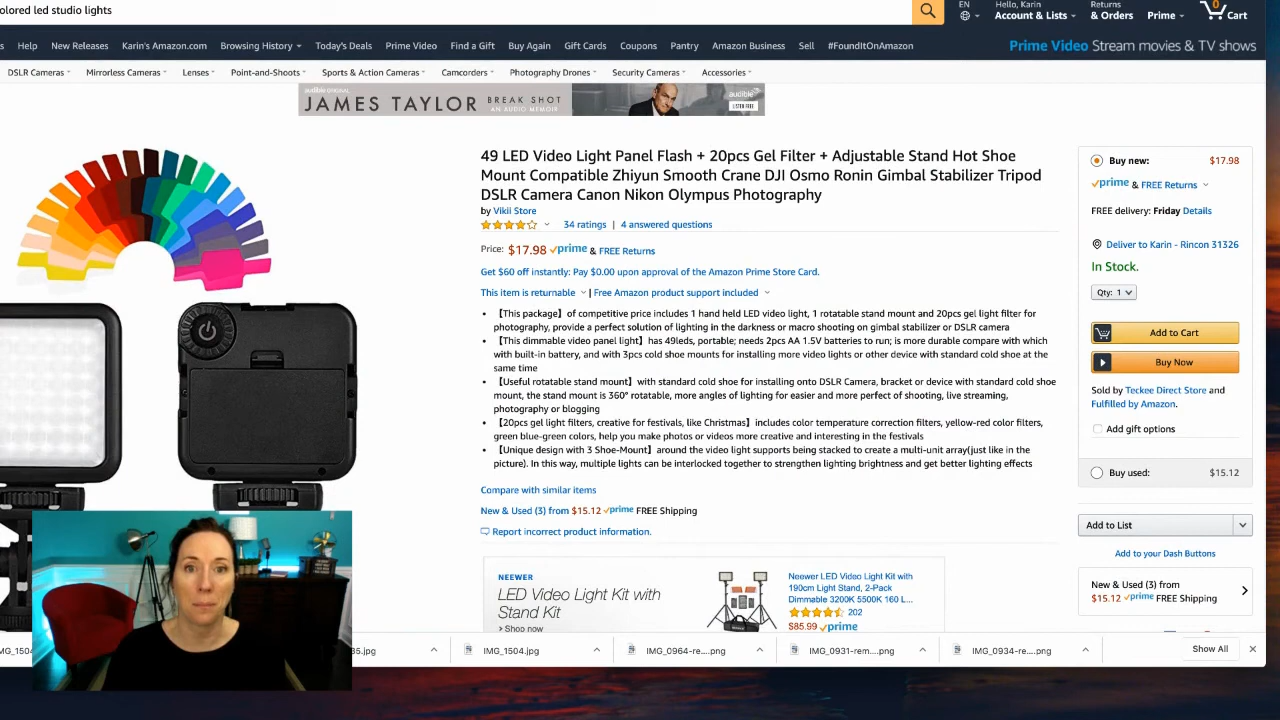 olored led studio lights
EN
Hello, Karin
Account & Lists
Returns
& Orders
Prime
0
Cart
s Help New Releases Karin's Amazon.com Browsing History Today's Deals Prime Video Find a Gift Buy Again Gift Cards Coupons Pantry Amazon Business Sell #FoundItOnAmazon
Prime Video Stream movies & TV shows
DSLR Cameras Mirrorless Cameras Lenses Point-and-Shoots Sports & Action Cameras Camcorders Photography Drones Security Cameras Accessories
audible ORIGINAL
JAMES TAYLOR BREAK SHOT
AN AUDIO MEMOIR
audible
LISTEN FREE
49 LED Video Light Panel Flash + 20pcs Gel Filter + Adjustable Stand Hot Shoe
Mount Compatible Zhiyun Smooth Crane DJI Osmo Ronin Gimbal Stabilizer Tripod
DSLR Camera Canon Nikon Olympus Photography
by Vikii Store
34 ratings | 4 answered questions
Price: $17.98 prime & FREE Returns
Get $60 off instantly: Pay $0.00 upon approval of the Amazon Prime Store Card.
This item is returnable | Free Amazon product support included
• 【This package】of competitive price includes 1 hand held LED video light, 1 rotatable stand mount and 20pcs gel light filter for
photography, provide a perfect solution of lighting in the darkness or macro shooting on gimbal stabilizer or DSLR camera
• 【This dimmable video panel light】has 49leds, portable; needs 2pcs AA 1.5V batteries to run; is more durable compare with which
with built-in battery, and with 3pcs cold shoe mounts for installing more video lights or other device with standard cold shoe at the
same time
• 【Useful rotatable stand mount】with standard cold shoe for installing onto DSLR Camera, bracket or device with standard cold shoe
mount, the stand mount is 360° rotatable, more angles of lighting for easier and more perfect of shooting, live streaming,
photography or blogging
• 【20pcs gel light filters, creative for festivals, like Christmas】includes color temperature correction filters, yellow-red color filters,
green blue-green colors, help you make photos or videos more creative and interesting in the festivals
• 【Unique design with 3 Shoe-Mount】around the video light supports being stacked to create a multi-unit array(just like in the
picture). In this way, multiple lights can be interlocked together to strengthen lighting brightness and get better lighting effects
Compare with similar items
New & Used (3) from $15.12 prime FREE Shipping
Report incorrect product information.
NEEWER
LED Video Light Kit with
Stand Kit
› Shop now
Neewer LED Video Light Kit with
190cm Light Stand, 2-Pack
Dimmable 3200K 5500K 160 L...
202
$85.99 prime
Buy new: $17.98
prime & FREE Returns
FREE delivery: Friday Details
Deliver to Karin - Rincon 31326
In Stock.
Qty: 1
Add to Cart
Buy Now
Sold by Teckee Direct Store and
Fulfilled by Amazon.
Add gift options
Buy used: $15.12
Add to List
Add to your Dash Buttons
New & Used (3) from
$15.12 prime FREE Shipping
35.jpg IMG_1504.jpg IMG_0964-re....png IMG_0931-rem....png IMG_0934-re....png Show All